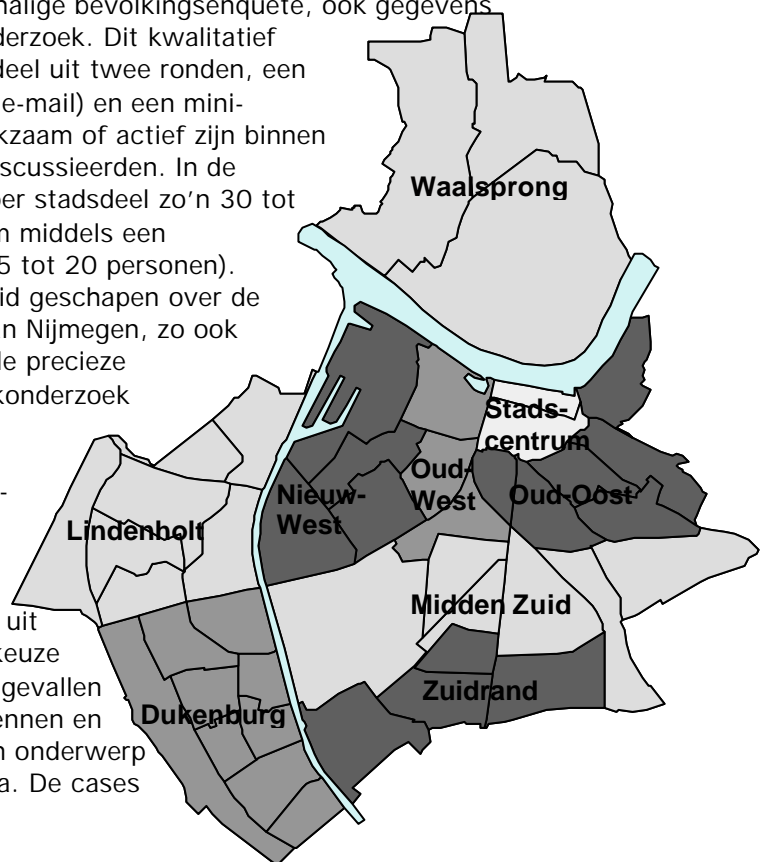 nalige bevolkingsenquête, ook gegevens
derzoek. Dit kwalitatief
deel uit twee ronden, een
e-mail) en een mini-
kzaam of actief zijn binnen
scussieerden. In de
per stadsdeel zo'n 30 tot
middels een
5 tot 20 personen).
id geschapen over de
n Nijmegen, zo ook
de precieze
konderzoek
-
uit
keuze
gevallen
ennen en
n onderwerp
a. De cases
Waalsprong
Stads-
centrum
Oud-
West
Oud-Oost
Nieuw-
West
Lindenholt
Midden Zuid
Zuidrand
Dukenburg